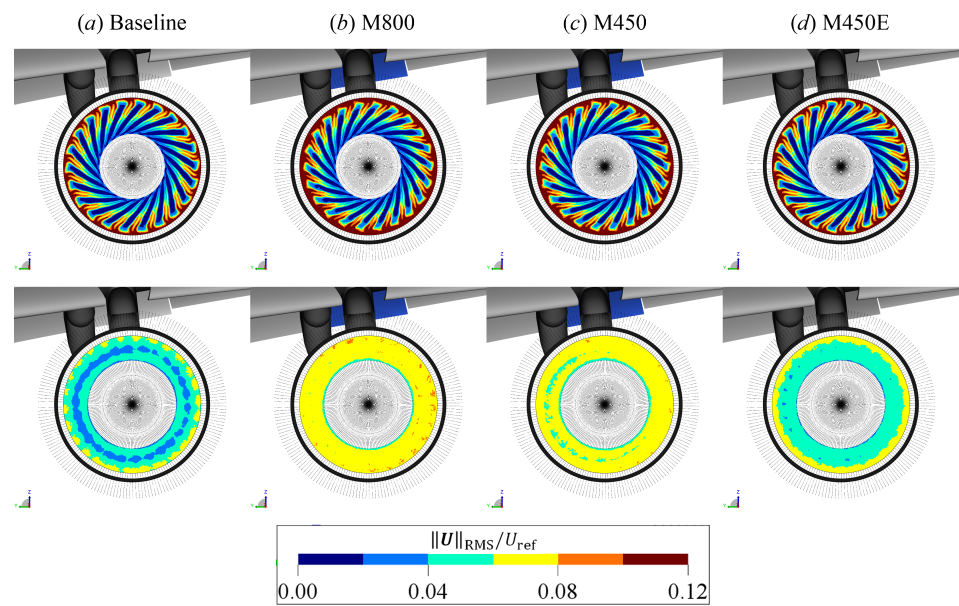 (a) Baseline
(b) M800
(c) M450
(d) M450E
Z
Y
Z
Y
Z
Y
Z
Y
Z
Y
Z
Y
Z
Y
Z
Y
‖U‖RMS/Uref
0.00 0.04 0.08 0.12